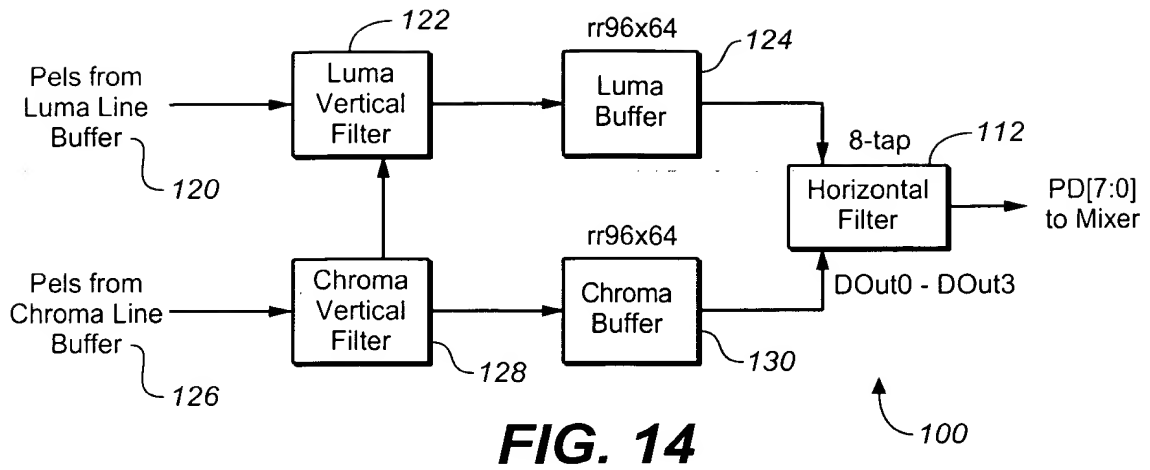 122
rr96x64
124
Pels from
Luma Line
Buffer
120
Luma
Vertical
Filter
Luma
Buffer
8-tap
112
Horizontal
Filter
PD[7:0]
to Mixer
rr96x64
Pels from
Chroma Line
Buffer
126
Chroma
Vertical
Filter
128
Chroma
Buffer
130
DOut0 - DOut3
100
FIG. 14